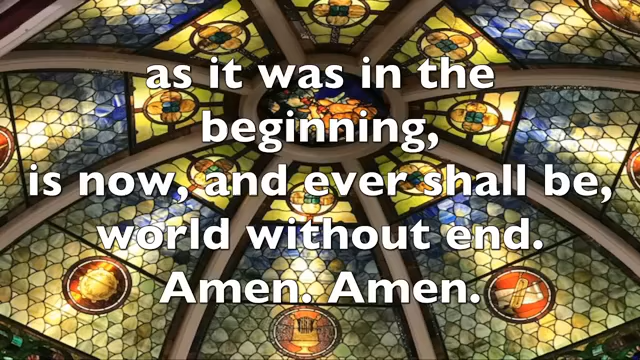 as it was in the
beginning,
is now, and ever shall be,
world without end.
Amen. Amen.